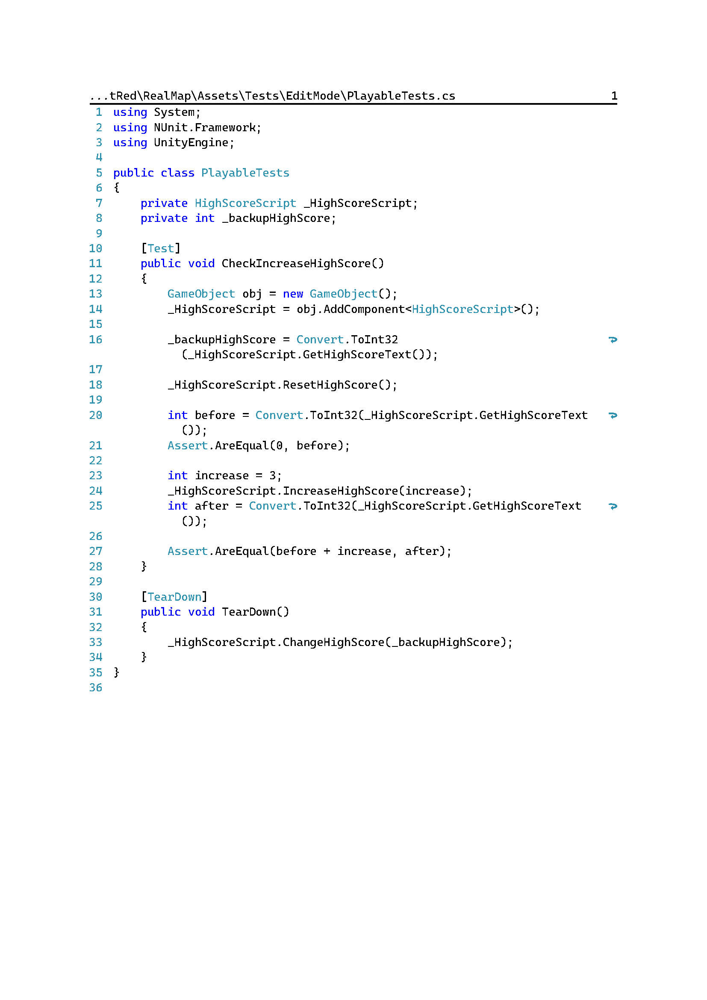 ...tRed\RealMap\Assets\Tests\EditMode\PlayableTests.cs 1
1 using System;
2 using NUnit.Framework;
3 using UnityEngine;
4
5 public class PlayableTests
6 {
7     private HighScoreScript _HighScoreScript;
8     private int _backupHighScore;
9
10     [Test]
11     public void CheckIncreaseHighScore()
12     {
13         GameObject obj = new GameObject();
14         _HighScoreScript = obj.AddComponent<HighScoreScript>();
15
16         _backupHighScore = Convert.ToInt32
(_HighScoreScript.GetHighScoreText());
17
18         _HighScoreScript.ResetHighScore();
19
20         int before = Convert.ToInt32(_HighScoreScript.GetHighScoreText
());
21         Assert.AreEqual(0, before);
22
23         int increase = 3;
24         _HighScoreScript.IncreaseHighScore(increase);
25         int after = Convert.ToInt32(_HighScoreScript.GetHighScoreText
());
26
27         Assert.AreEqual(before + increase, after);
28     }
29
30     [TearDown]
31     public void TearDown()
32     {
33         _HighScoreScript.ChangeHighScore(_backupHighScore);
34     }
35 }
36